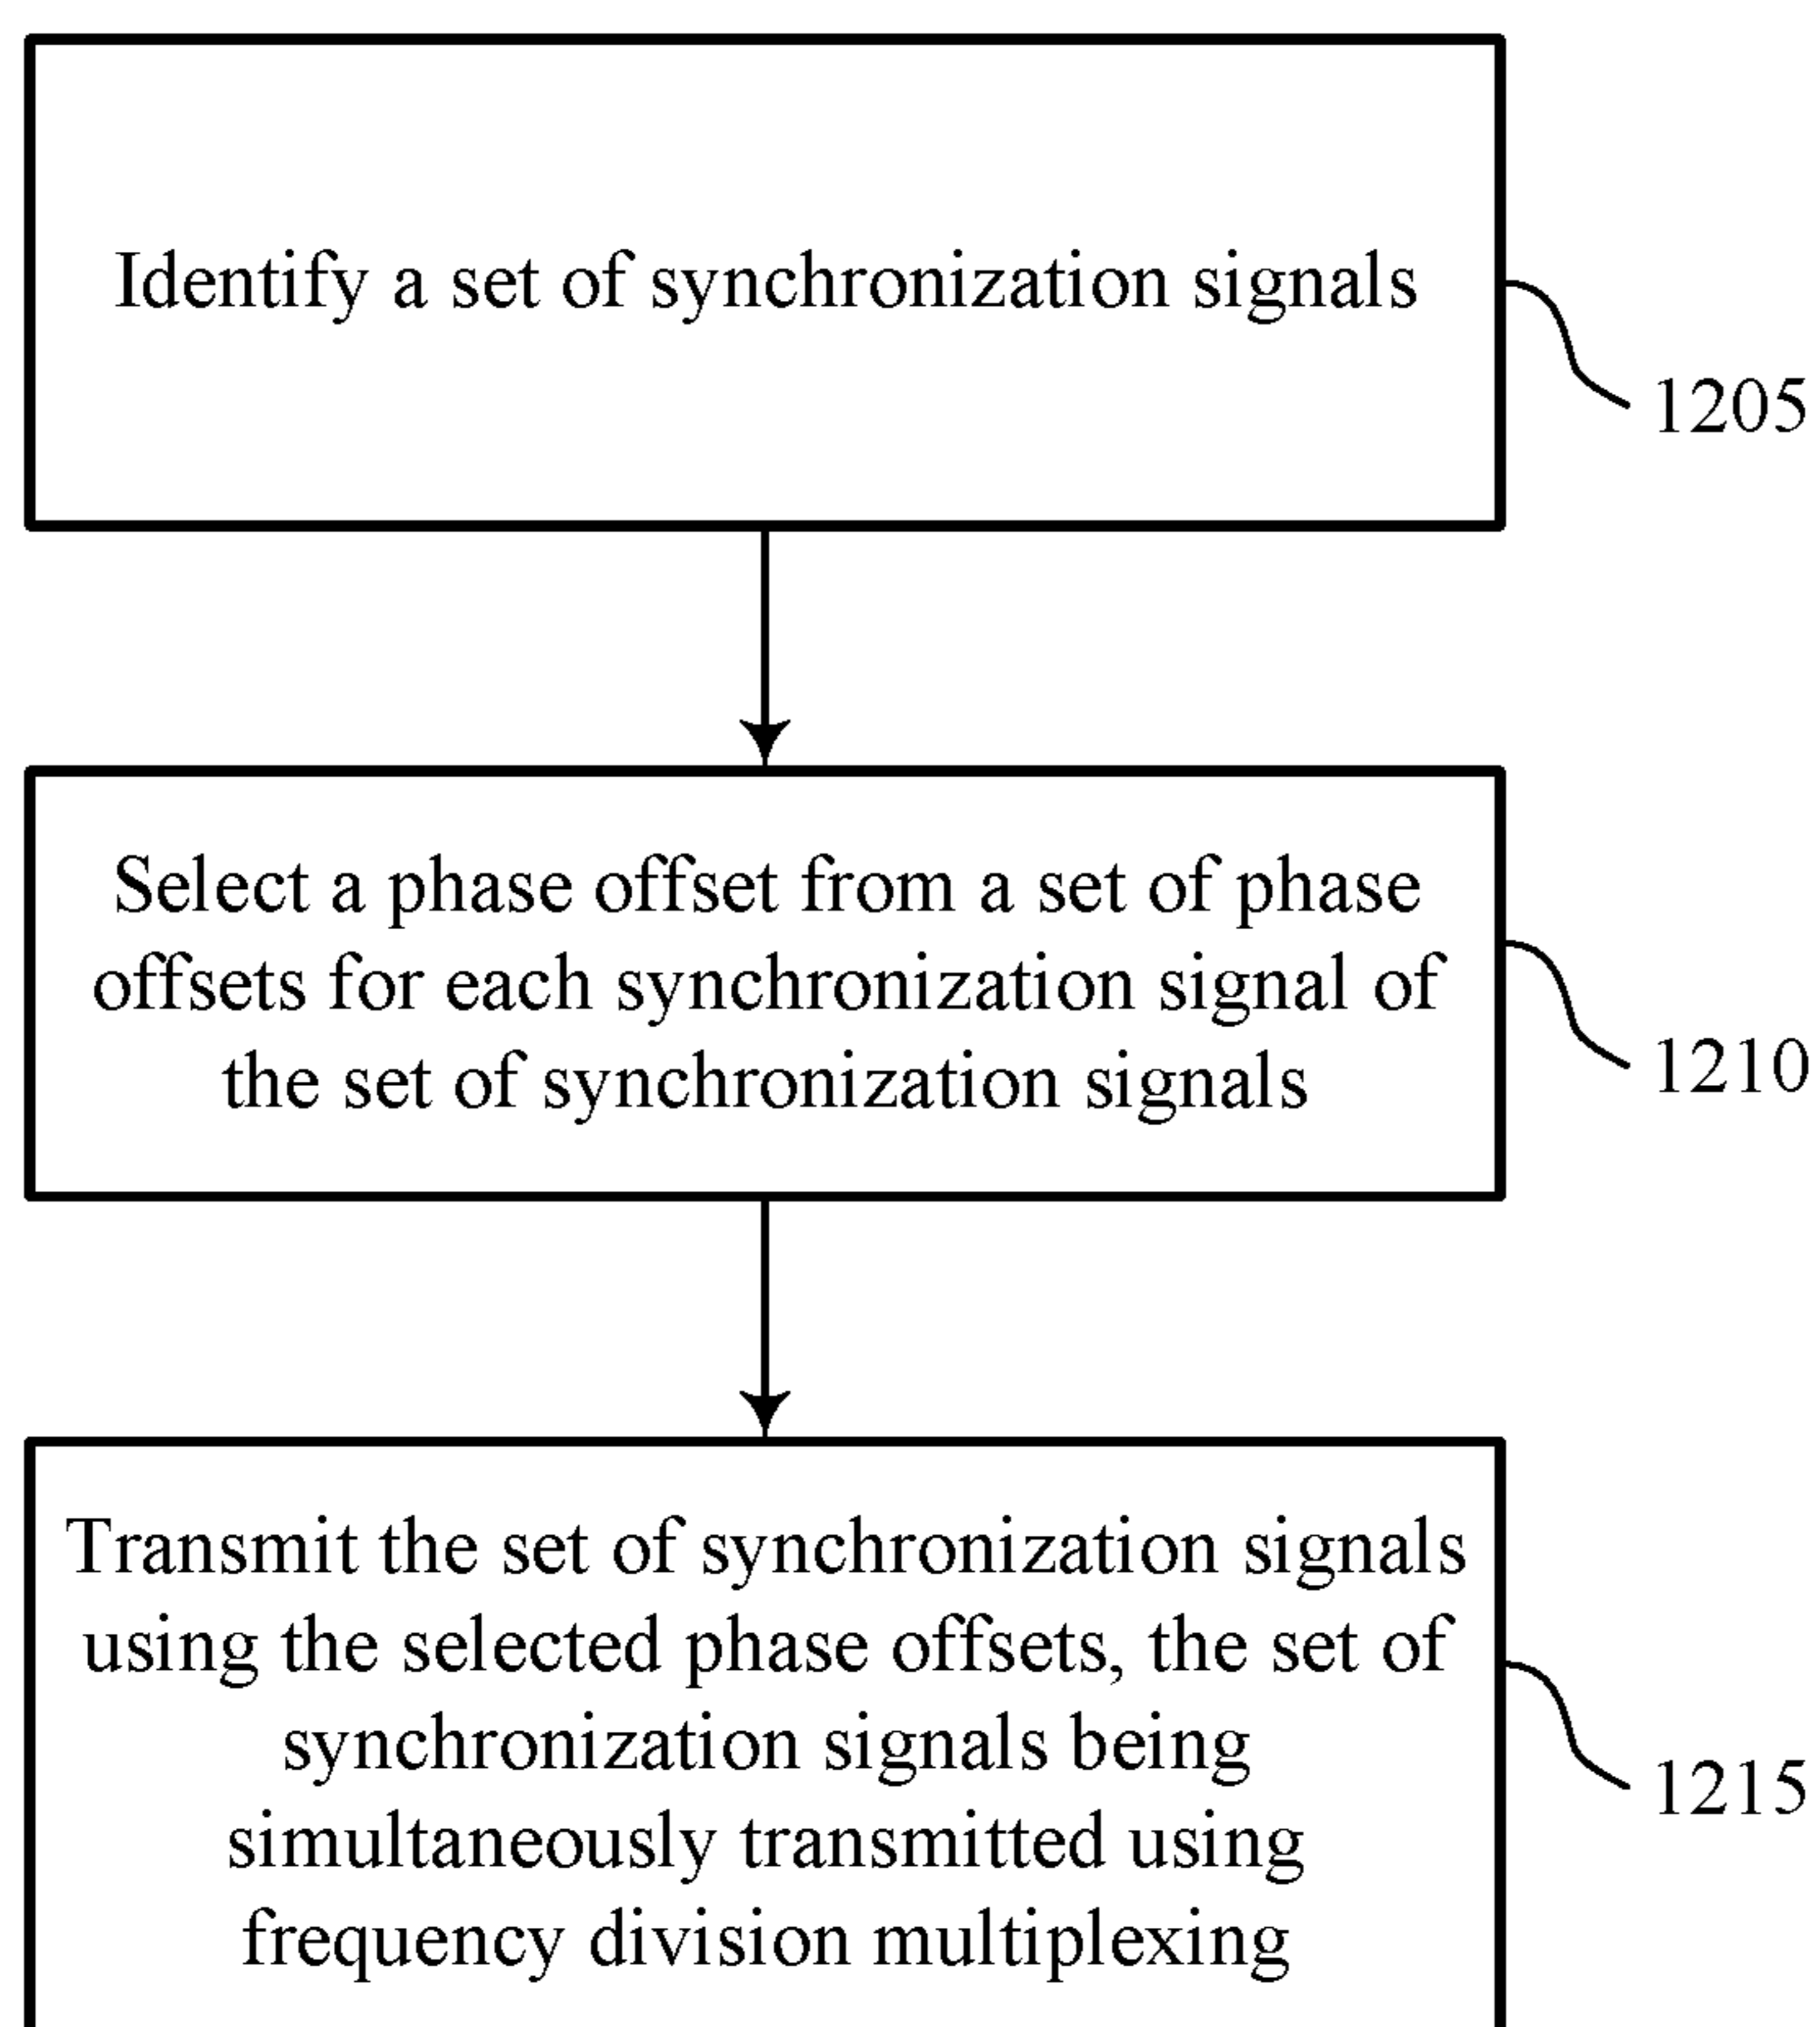 Identify a set of synchronization signals
1205
Select a phase offset from a set of phase
offsets for each synchronization signal of
the set of synchronization signals
1210
Transmit the set of synchronization signals
using the selected phase offsets, the set of
synchronization signals being
simultaneously transmitted using
frequency division multiplexing
1215